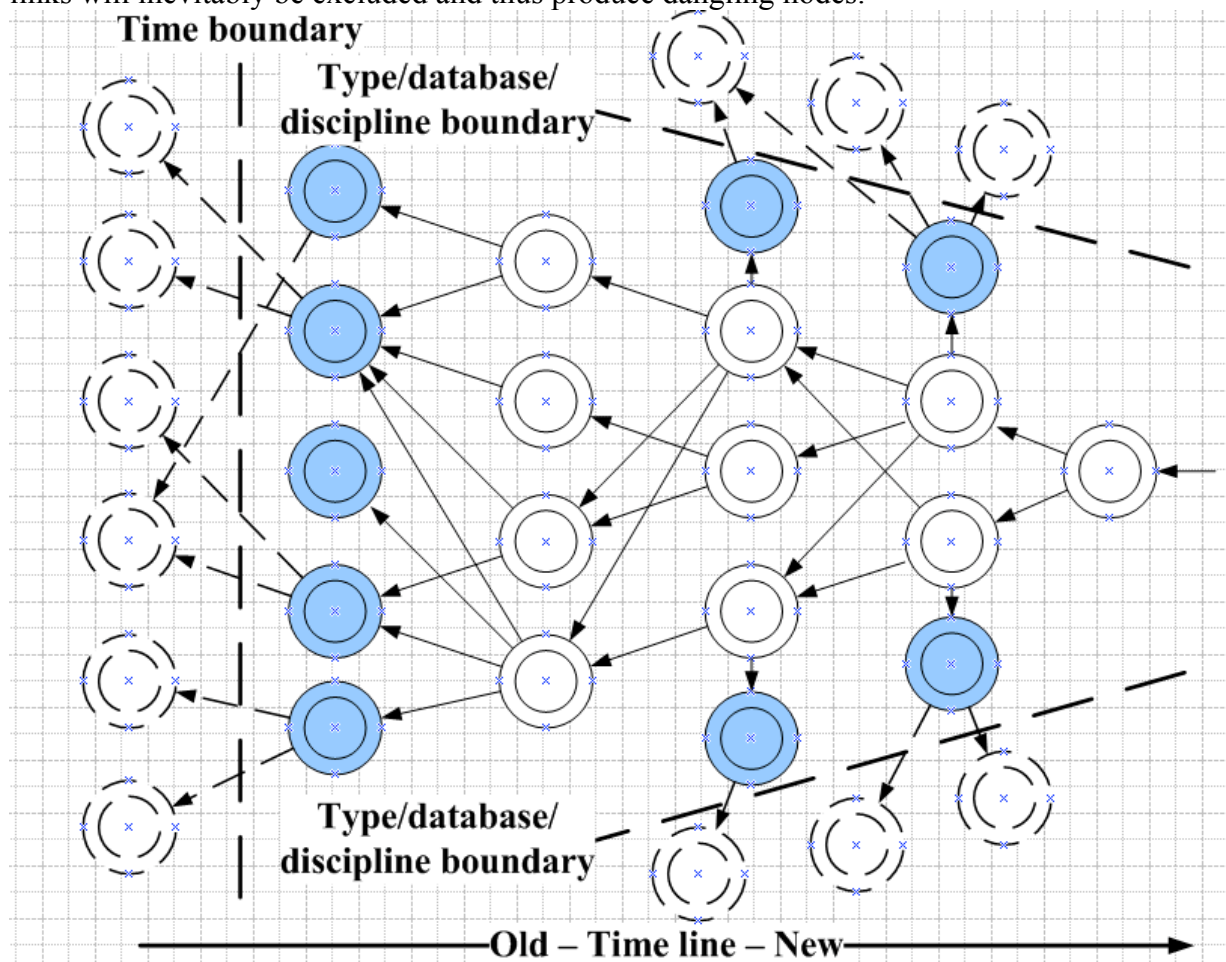 links will inevitably be excluded and thus produce dangling nodes.
Time boundary
Type/database/
discipline boundary
Type/database/
discipline boundary
Old – Time line – New